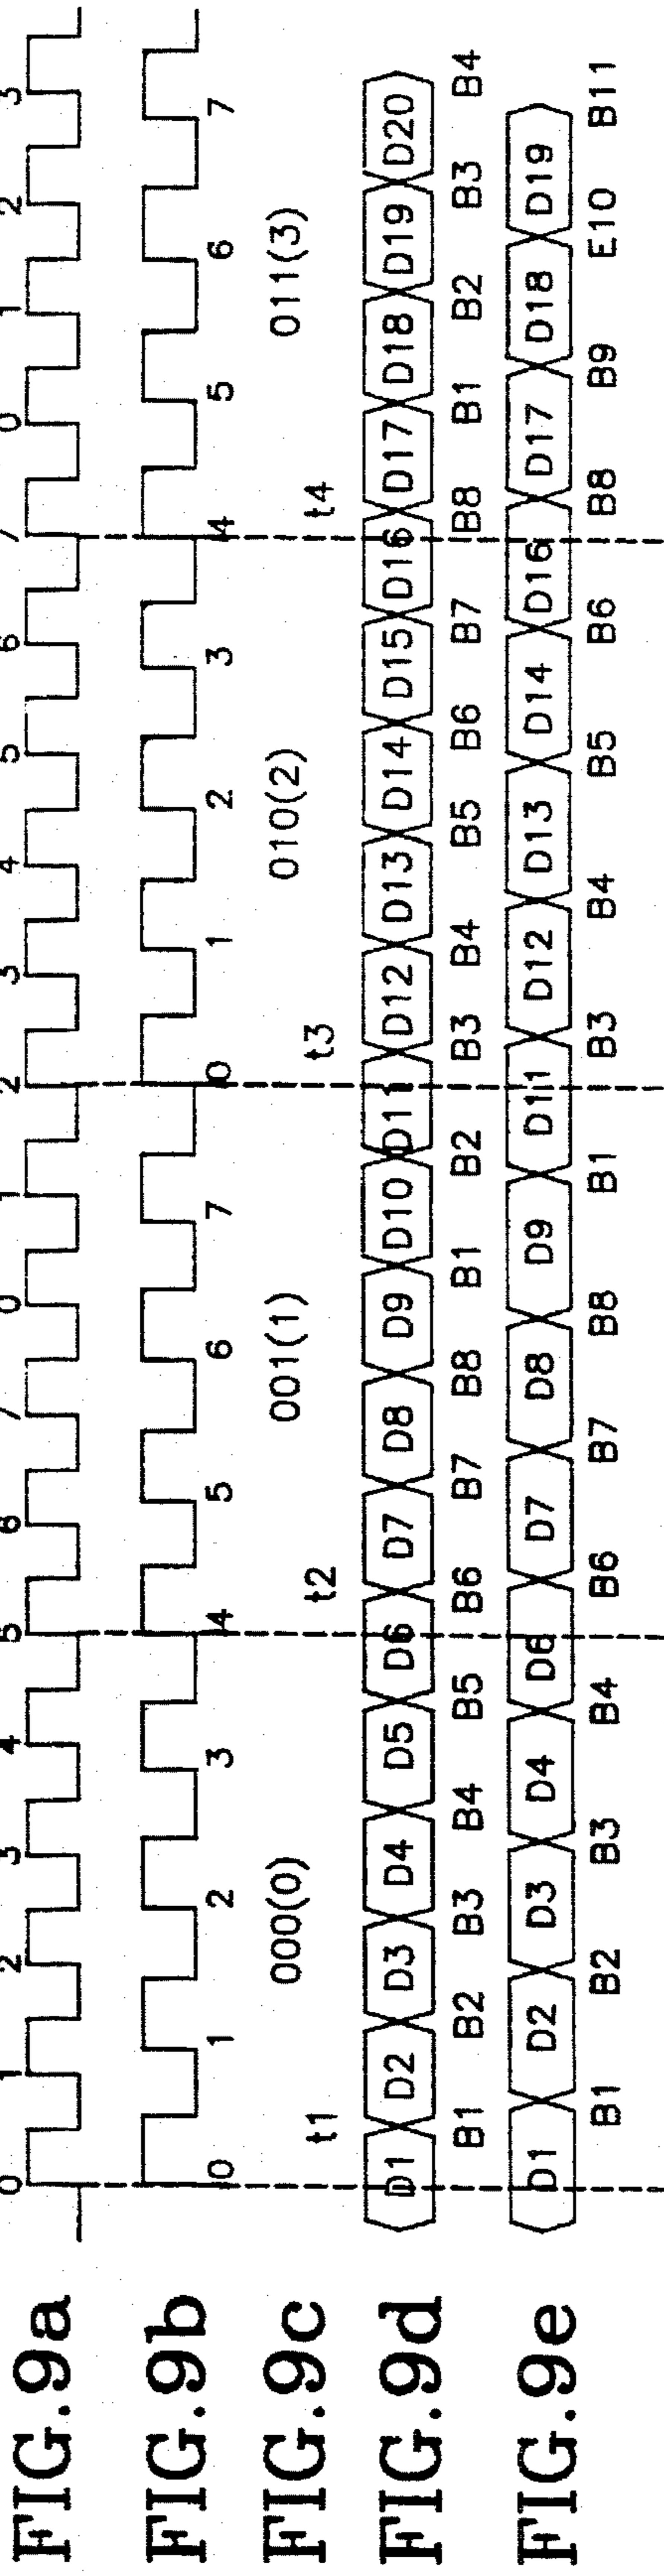 FIG.9a
0 1 2 3 4 5 6 7 0 1 2 3 4 5 6 7 0 1 2 3
FIG.9b
0 1 2 3 4 5 6 7 0 1 2 3 4 5 6 7
FIG.9c
000(0) 001(1) 010(2) 011(3)
t1 t2 t3 t4
FIG.9d
D1 D2 D3 D4 D5 D6 D7 D8 D9 D10 D11 D12 D13 D14 D15 D16 D17 D18 D19 D20
B1 B2 B3 B4 B5 B6 B7 B8 B1 B2 B3 B4 B5 B6 B7 B8 B1 B2 B3 B4
FIG.9e
D1 D2 D3 D4 D6 D7 D8 D9 D11 D12 D13 D14 D16 D17 D18 D19
B1 B2 B3 B4 B6 B7 B8 B1 B3 B4 B5 B6 B8 B9 E10 B11